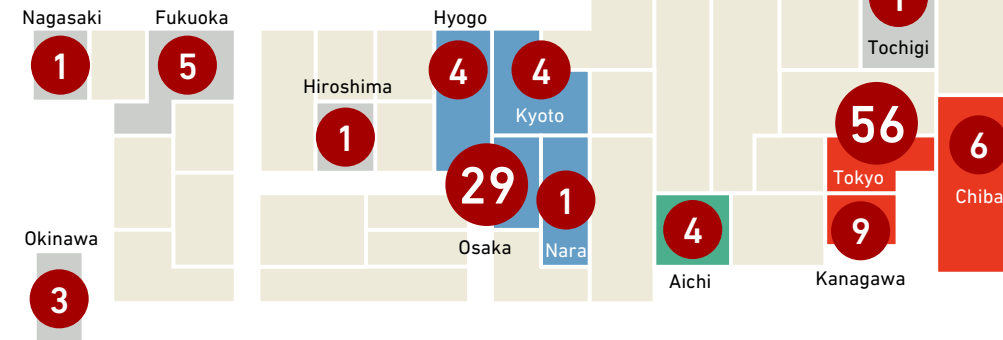 Nagasaki
1
Fukuoka
5
Hiroshima
1
Hyogo
4
4
Kyoto
29
Osaka
1
Nara
Okinawa
3
4
Aichi
1
Tochigi
56
Tokyo
9
Kanagawa
6
Chiba